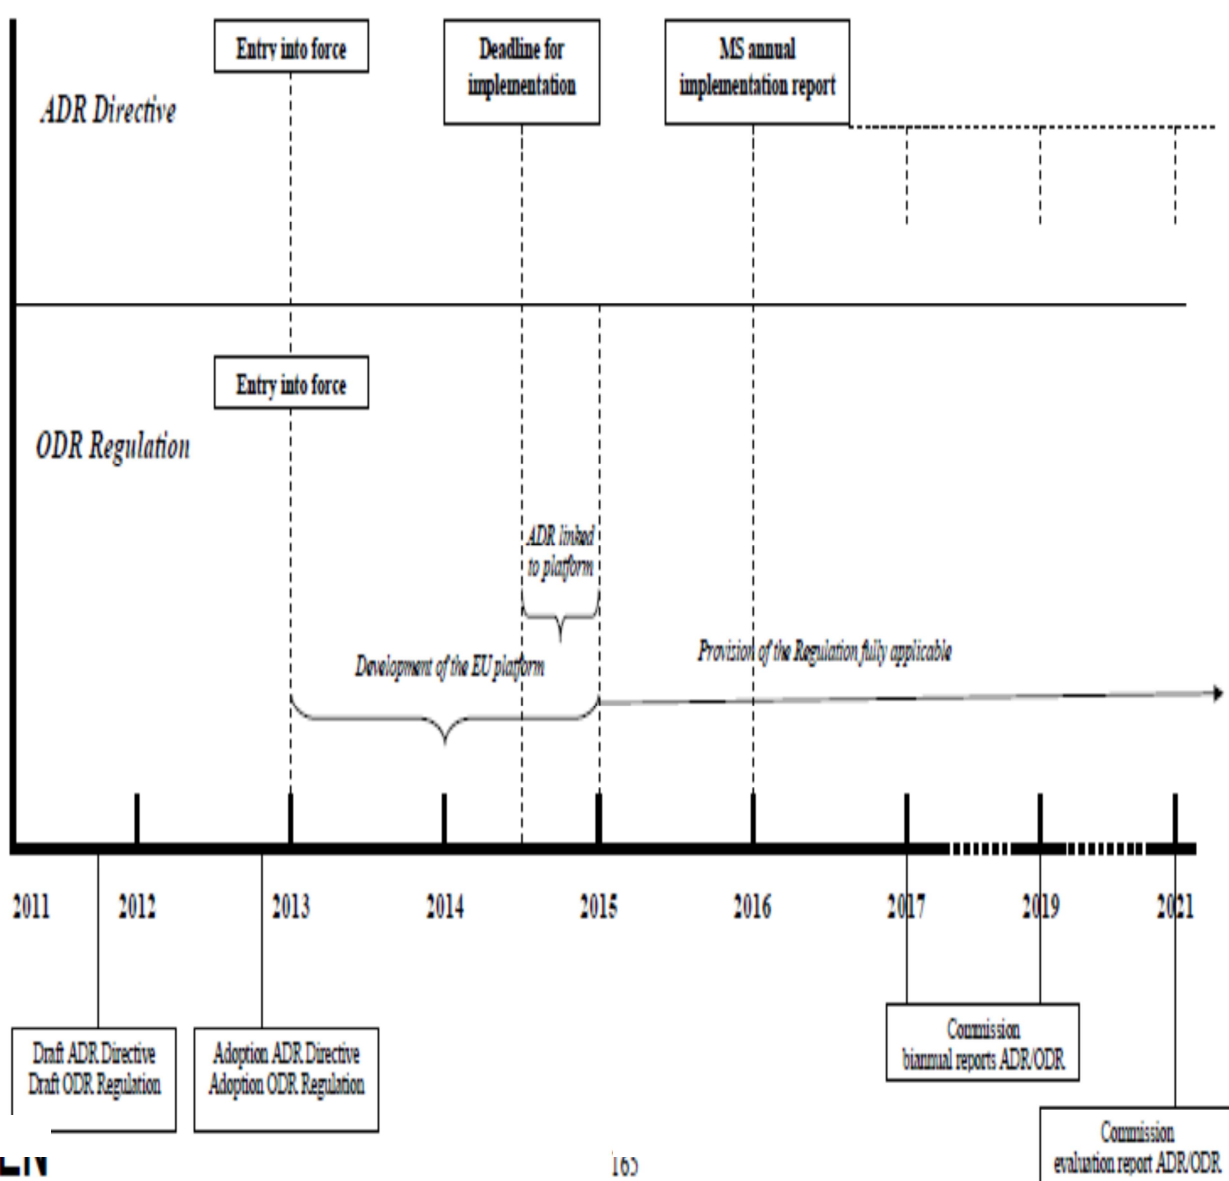 Entry into force
Deadline for
implementation
MS annual
implementation report
ADR Directive
Entry into force
ODR Regulation
ADR linked
to platform
Development of the EU platform
Provision of the Regulation fully applicable
2011 2012 2013 2014 2015 2016 2017 2019 2021
Draft ADR Directive
Draft ODR Regulation
Adoption ADR Directive
Adoption ODR Regulation
Commission
biannual reports ADR/ODR
Commission
evaluation report ADR/ODR
EN
165